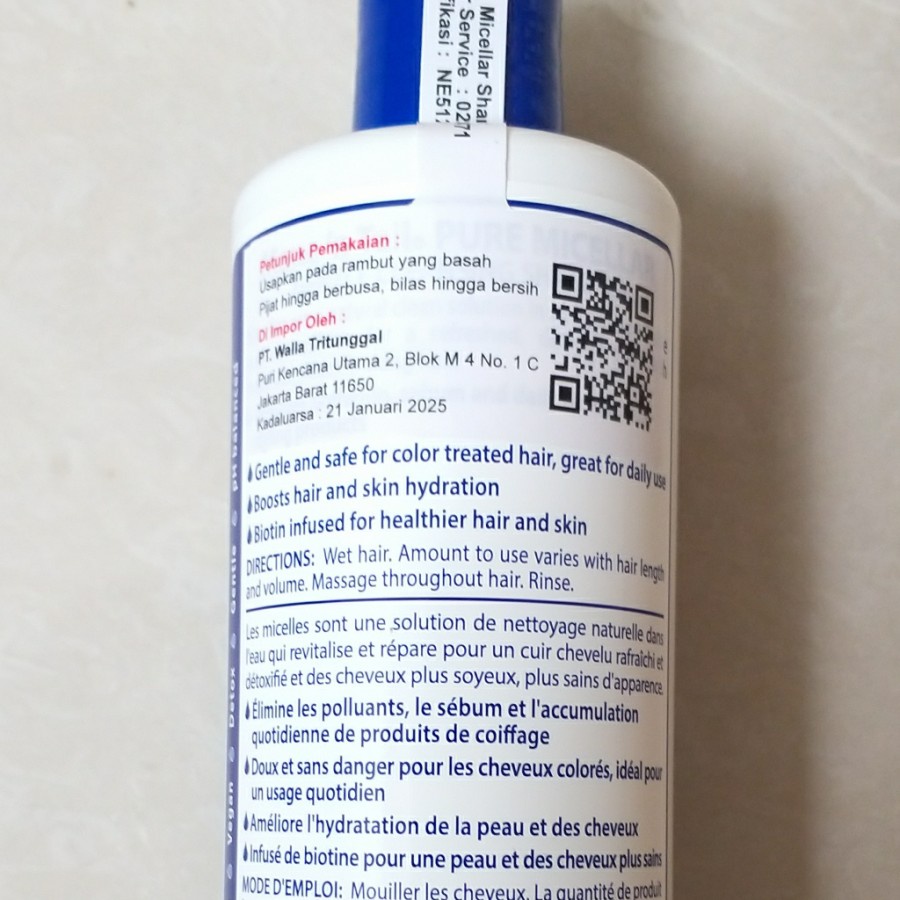 Micellar Sha
Service : 0271
ikasi : NE51
PURE MICELLAR
Petunjuk Pemakaian :
Usapkan pada rambut yang basah
Pijat hingga berbusa, bilas hingga bersih
Di Impor Oleh :
PT. Walla Tritunggal
Puri Kencana Utama 2, Blok M 4 No. 1 C
Jakarta Barat 11650
Kadaluarsa : 21 Januari 2025
Gentle and safe for color treated hair, great for daily use
Boosts hair and skin hydration
Biotin infused for healthier hair and skin
DIRECTIONS: Wet hair. Amount to use varies with hair length
and volume. Massage throughout hair. Rinse.
Les micelles sont une solution de nettoyage naturelle dans
l'eau qui revitalise et répare pour un cuir chevelu rafraîchi et
détoxifié et des cheveux plus soyeux, plus sains d'apparence.
Élimine les polluants, le sébum et l'accumulation
quotidienne de produits de coiffage
Doux et sans danger pour les cheveux colorés, idéal pour
un usage quotidien
Améliore l'hydratation de la peau et des cheveux
Infusé de biotine pour une peau et des cheveux plus sains
MODE D'EMPLOI: Mouiller les cheveux. La quantité de produit
Vegan Detox Gentle pH balanced